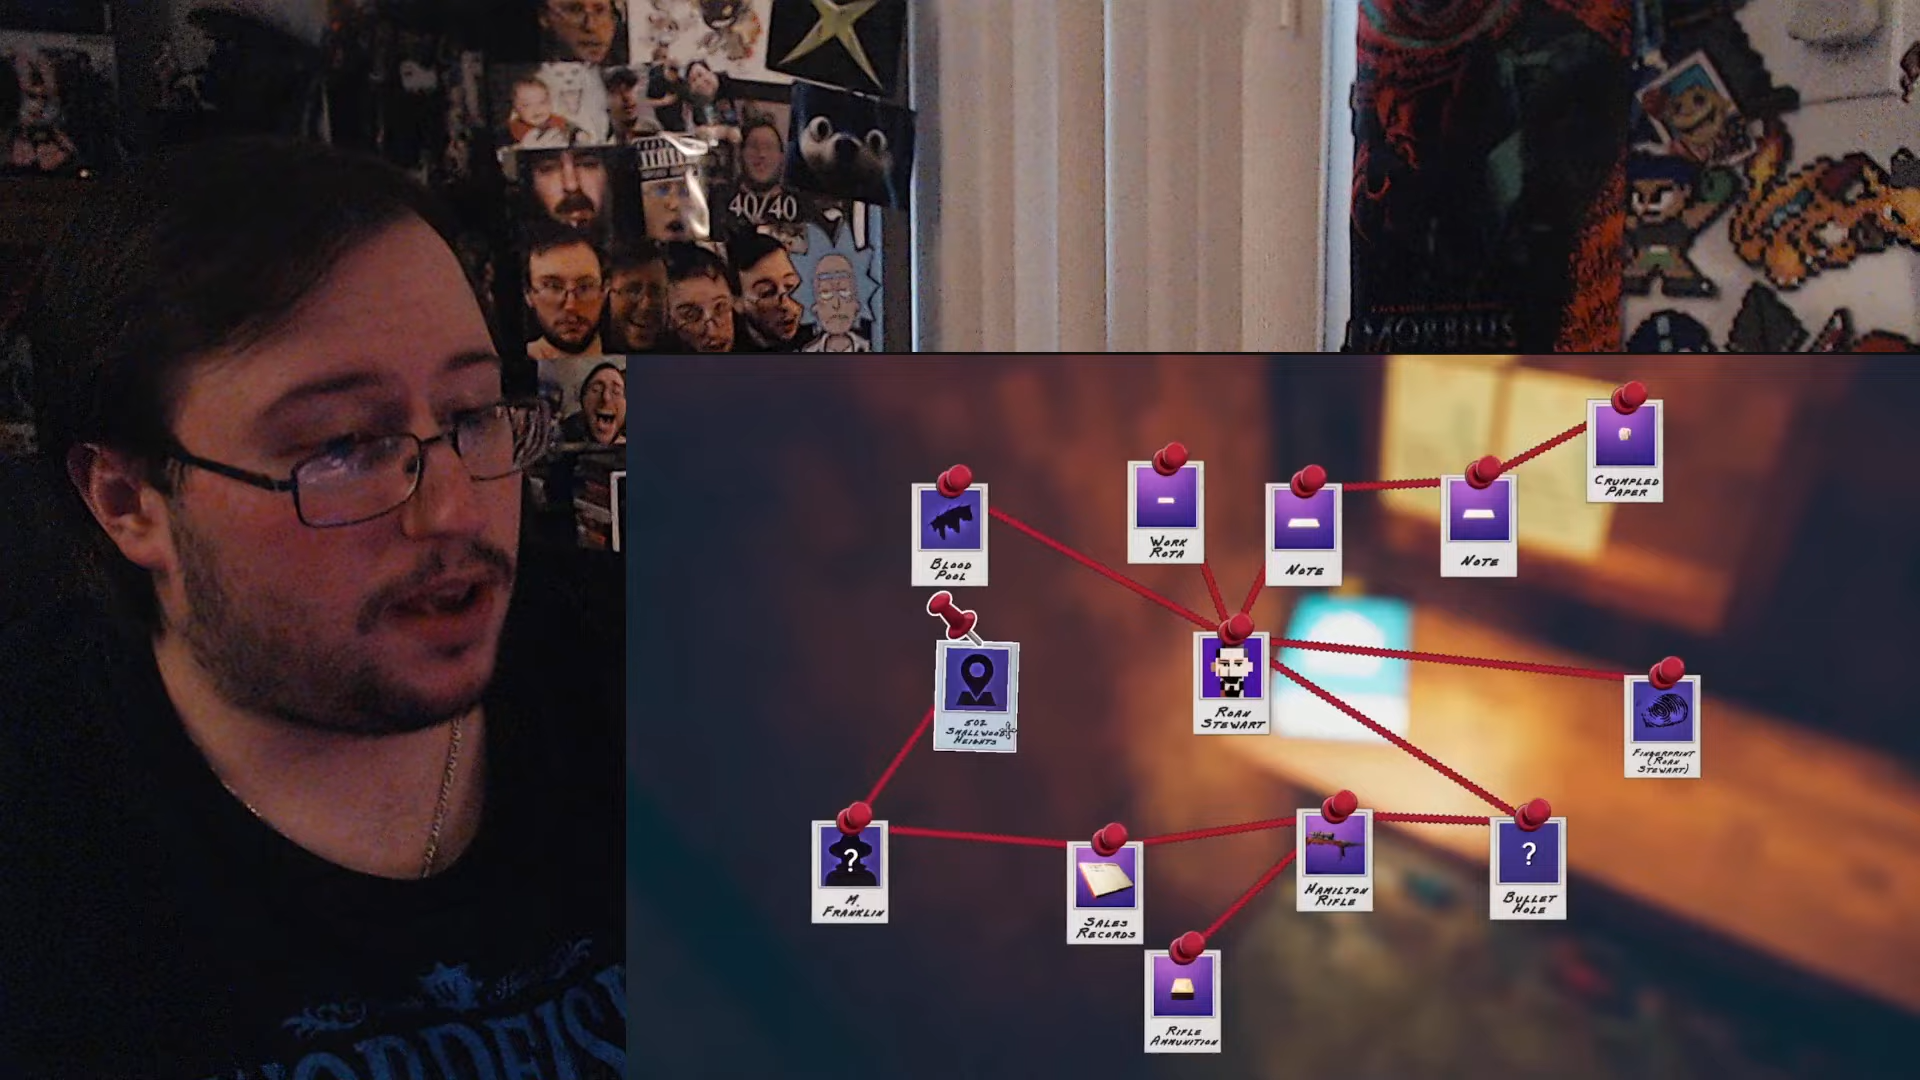 40/40
MORBIUS
CRUMPLED
PAPER
BLOOD
POOL
WORK
ROTA
NOTE
NOTE
ROAN
STEWART
502
SMALLWOOD
HEIGHTS
FINGERPRINT
(ROAN
STEWART)
?
M.
FRANKLIN
SALES
RECORDS
HAMILTON
RIFLE
?
BULLET
HOLE
RIFLE
AMMUNITION